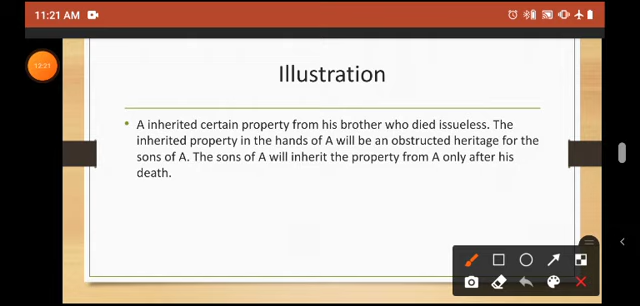 11:21 AM
12:21
Illustration
• A inherited certain property from his brother who died issueless. The
inherited property in the hands of A will be an obstructed heritage for the
sons of A. The sons of A will inherit the property from A only after his
death.